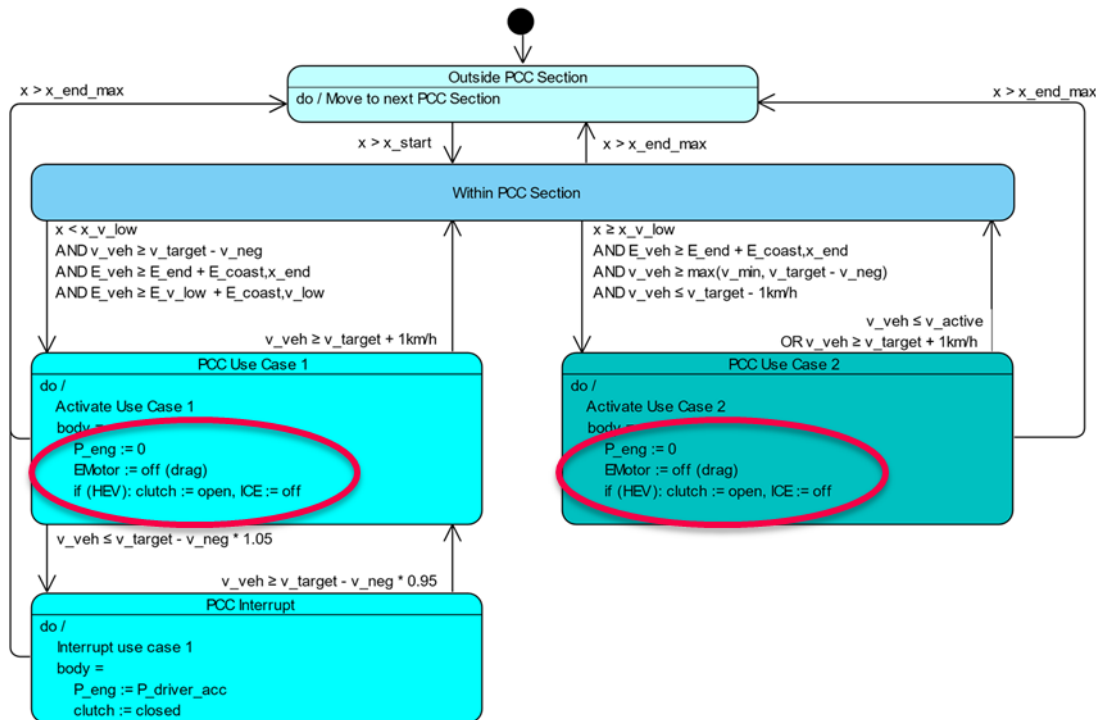 Outside PCC Section
do / Move to next PCC Section
x > x_end_max
x > x_end_max
x > x_start
x > x_end_max
Within PCC Section
x < x_v_low
AND v_veh ≥ v_target - v_neg
AND E_veh ≥ E_end + E_coast,x_end
AND E_veh ≥ E_v_low + E_coast,v_low
v_veh ≥ v_target + 1km/h
x ≥ x_v_low
AND E_veh ≥ E_end + E_coast,x_end
AND v_veh ≥ max(v_min, v_target - v_neg)
AND v_veh ≤ v_target - 1km/h
v_veh ≤ v_active
OR v_veh ≥ v_target + 1km/h
PCC Use Case 1
do /
Activate Use Case 1
body =
P_eng := 0
EMotor := off (drag)
if (HEV): clutch := open, ICE := off
PCC Use Case 2
do /
Activate Use Case 2
body =
P_eng := 0
EMotor := off (drag)
if (HEV): clutch := open, ICE := off
v_veh ≤ v_target - v_neg * 1.05
v_veh ≥ v_target - v_neg * 0.95
PCC Interrupt
do /
Interrupt use case 1
body =
P_eng := P_driver_acc
clutch := closed